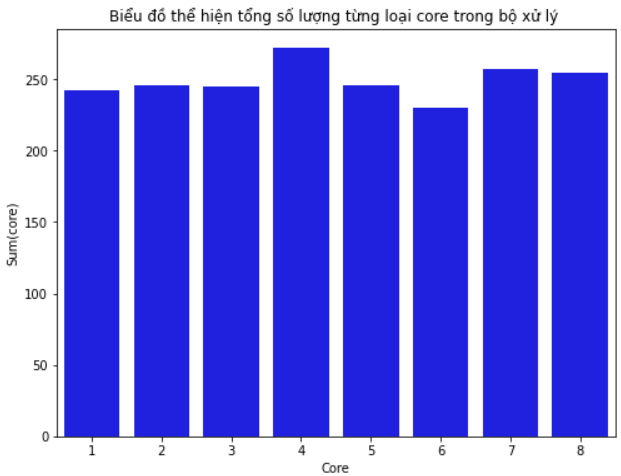 Biểu đồ thể hiện tổng số lượng từng loại core trong bộ xử lý
250
200
150
100
50
0
Sum(core)
1 2 3 4 5 6 7 8
Core